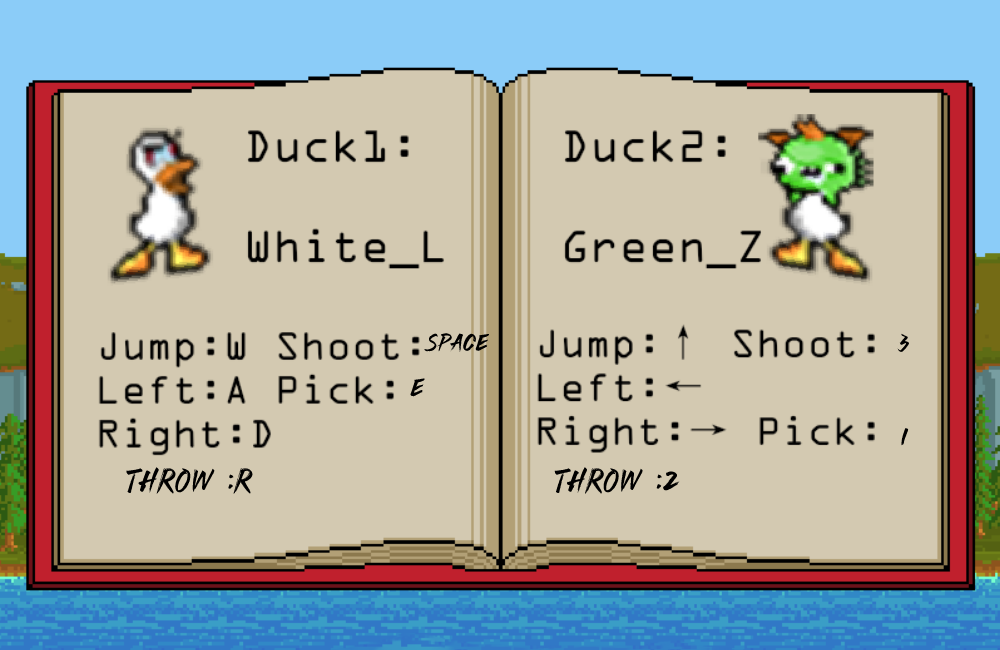 Duck1:
White_L
Jump:W Shoot:SPACE
Left:A Pick:E
Right:D
THROW :R
Duck2:
Green_Z
Jump:↑ Shoot:3
Left:←
Right:→ Pick:1
THROW :2